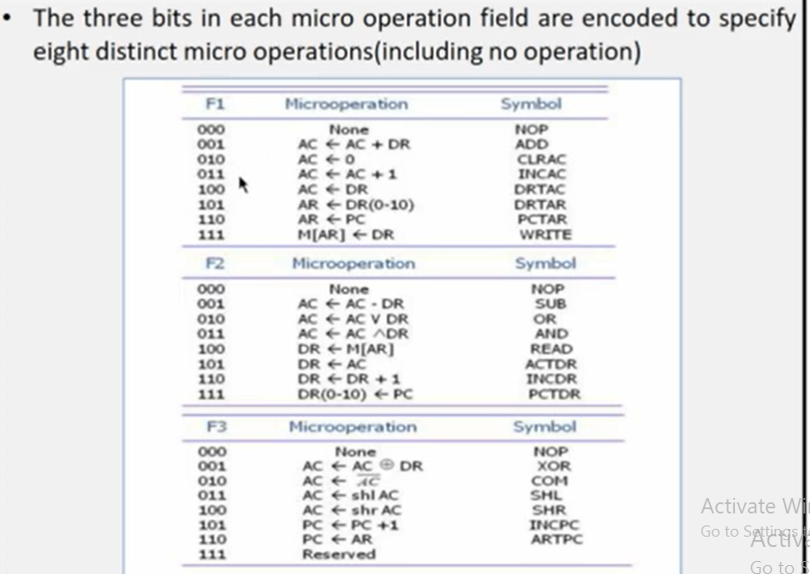 • The three bits in each micro operation field are encoded to specify
eight distinct micro operations(including no operation)
F1 Microoperation Symbol
000 None NOP
001 AC ← AC + DR ADD
010 AC ← 0 CLRAC
011 AC ← AC + 1 INCAC
100 AC ← DR DRTAC
101 AR ← DR(0-10) DRTAR
110 AR ← PC PCTAR
111 M[AR] ← DR WRITE
F2 Microoperation Symbol
000 None NOP
001 AC ← AC - DR SUB
010 AC ← AC V DR OR
011 AC ← AC ^DR AND
100 DR ← M[AR] READ
101 DR ← AC ACTDR
110 DR ← DR + 1 INCDR
111 DR(0-10) ← PC PCTDR
F3 Microoperation Symbol
000 None NOP
001 AC ← AC ⊕ DR XOR
010 AC ← A̅C̅ COM
011 AC ← shl AC SHL
100 AC ← shr AC SHR
101 PC ← PC +1 INCPC
110 PC ← AR ARTPC
111 Reserved
Activate Wi
Go to Settings
Activ
Go to S